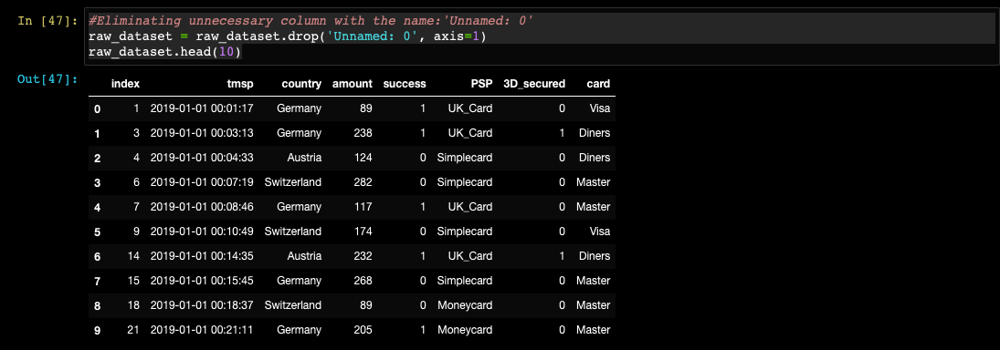 In [47]: #Eliminating unnecessary column with the name:'Unnamed: 0'
raw_dataset = raw_dataset.drop('Unnamed: 0', axis=1)
raw_dataset.head(10)
Out[47]:
index tmsp country amount success PSP 3D_secured card
0 1 2019-01-01 00:01:17 Germany 89 1 UK_Card 0 Visa
1 3 2019-01-01 00:03:13 Germany 238 1 UK_Card 1 Diners
2 4 2019-01-01 00:04:33 Austria 124 0 Simplecard 0 Diners
3 6 2019-01-01 00:07:19 Switzerland 282 0 Simplecard 0 Master
4 7 2019-01-01 00:08:46 Germany 117 1 UK_Card 0 Master
5 9 2019-01-01 00:10:49 Switzerland 174 0 Simplecard 0 Visa
6 14 2019-01-01 00:14:35 Austria 232 1 UK_Card 1 Diners
7 15 2019-01-01 00:15:45 Germany 268 0 Simplecard 0 Master
8 18 2019-01-01 00:18:37 Switzerland 89 0 Moneycard 0 Master
9 21 2019-01-01 00:21:11 Germany 205 1 Moneycard 0 Master